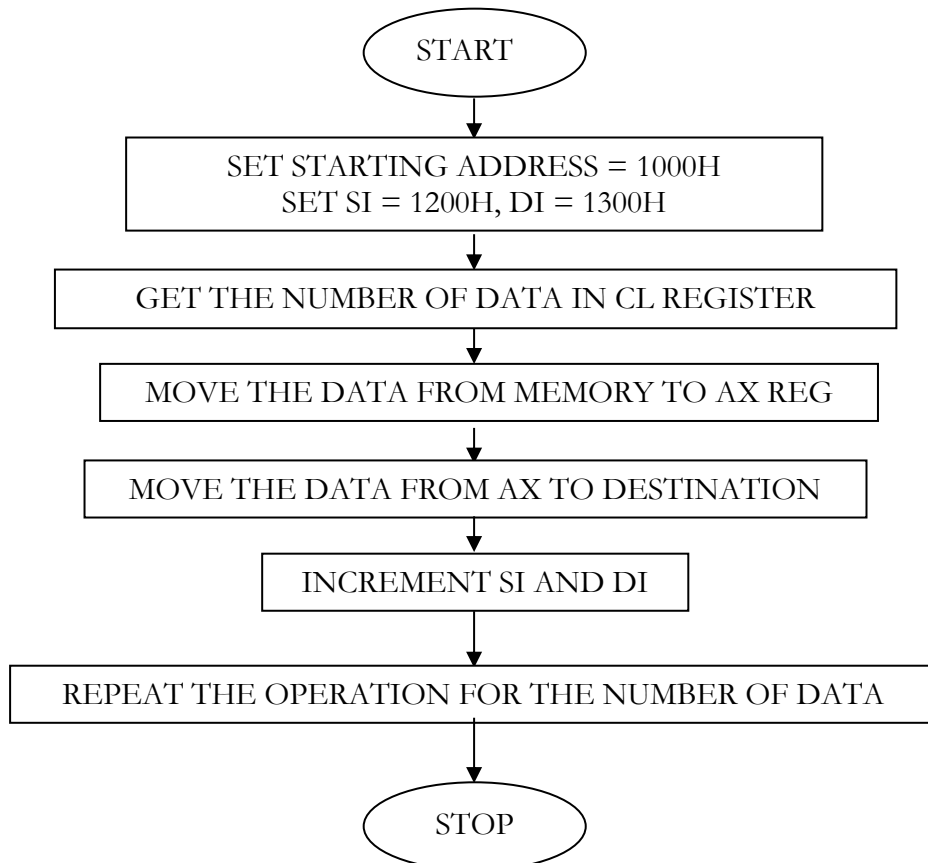 START
SET STARTING ADDRESS = 1000H
SET SI = 1200H, DI = 1300H
GET THE NUMBER OF DATA IN CL REGISTER
MOVE THE DATA FROM MEMORY TO AX REG
MOVE THE DATA FROM AX TO DESTINATION
INCREMENT SI AND DI
REPEAT THE OPERATION FOR THE NUMBER OF DATA
STOP